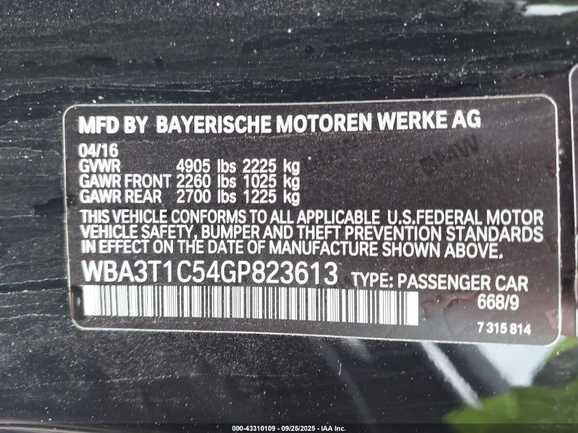 MFD BY BAYERISCHE MOTOREN WERKE AG
04/16
GVWR 4905 lbs 2225 kg
GAWR FRONT 2260 lbs 1025 kg
GAWR REAR 2700 lbs 1225 kg
THIS VEHICLE CONFORMS TO ALL APPLICABLE U.S.FEDERAL MOTOR
VEHICLE SAFETY, BUMPER AND THEFT PREVENTION STANDARDS
IN EFFECT ON THE DATE OF MANUFACTURE SHOWN ABOVE.
WBA3T1C54GP823613 TYPE: PASSENGER CAR
668/9
7 315 814
000-43310109 - 09/25/2025 - IAA Inc.